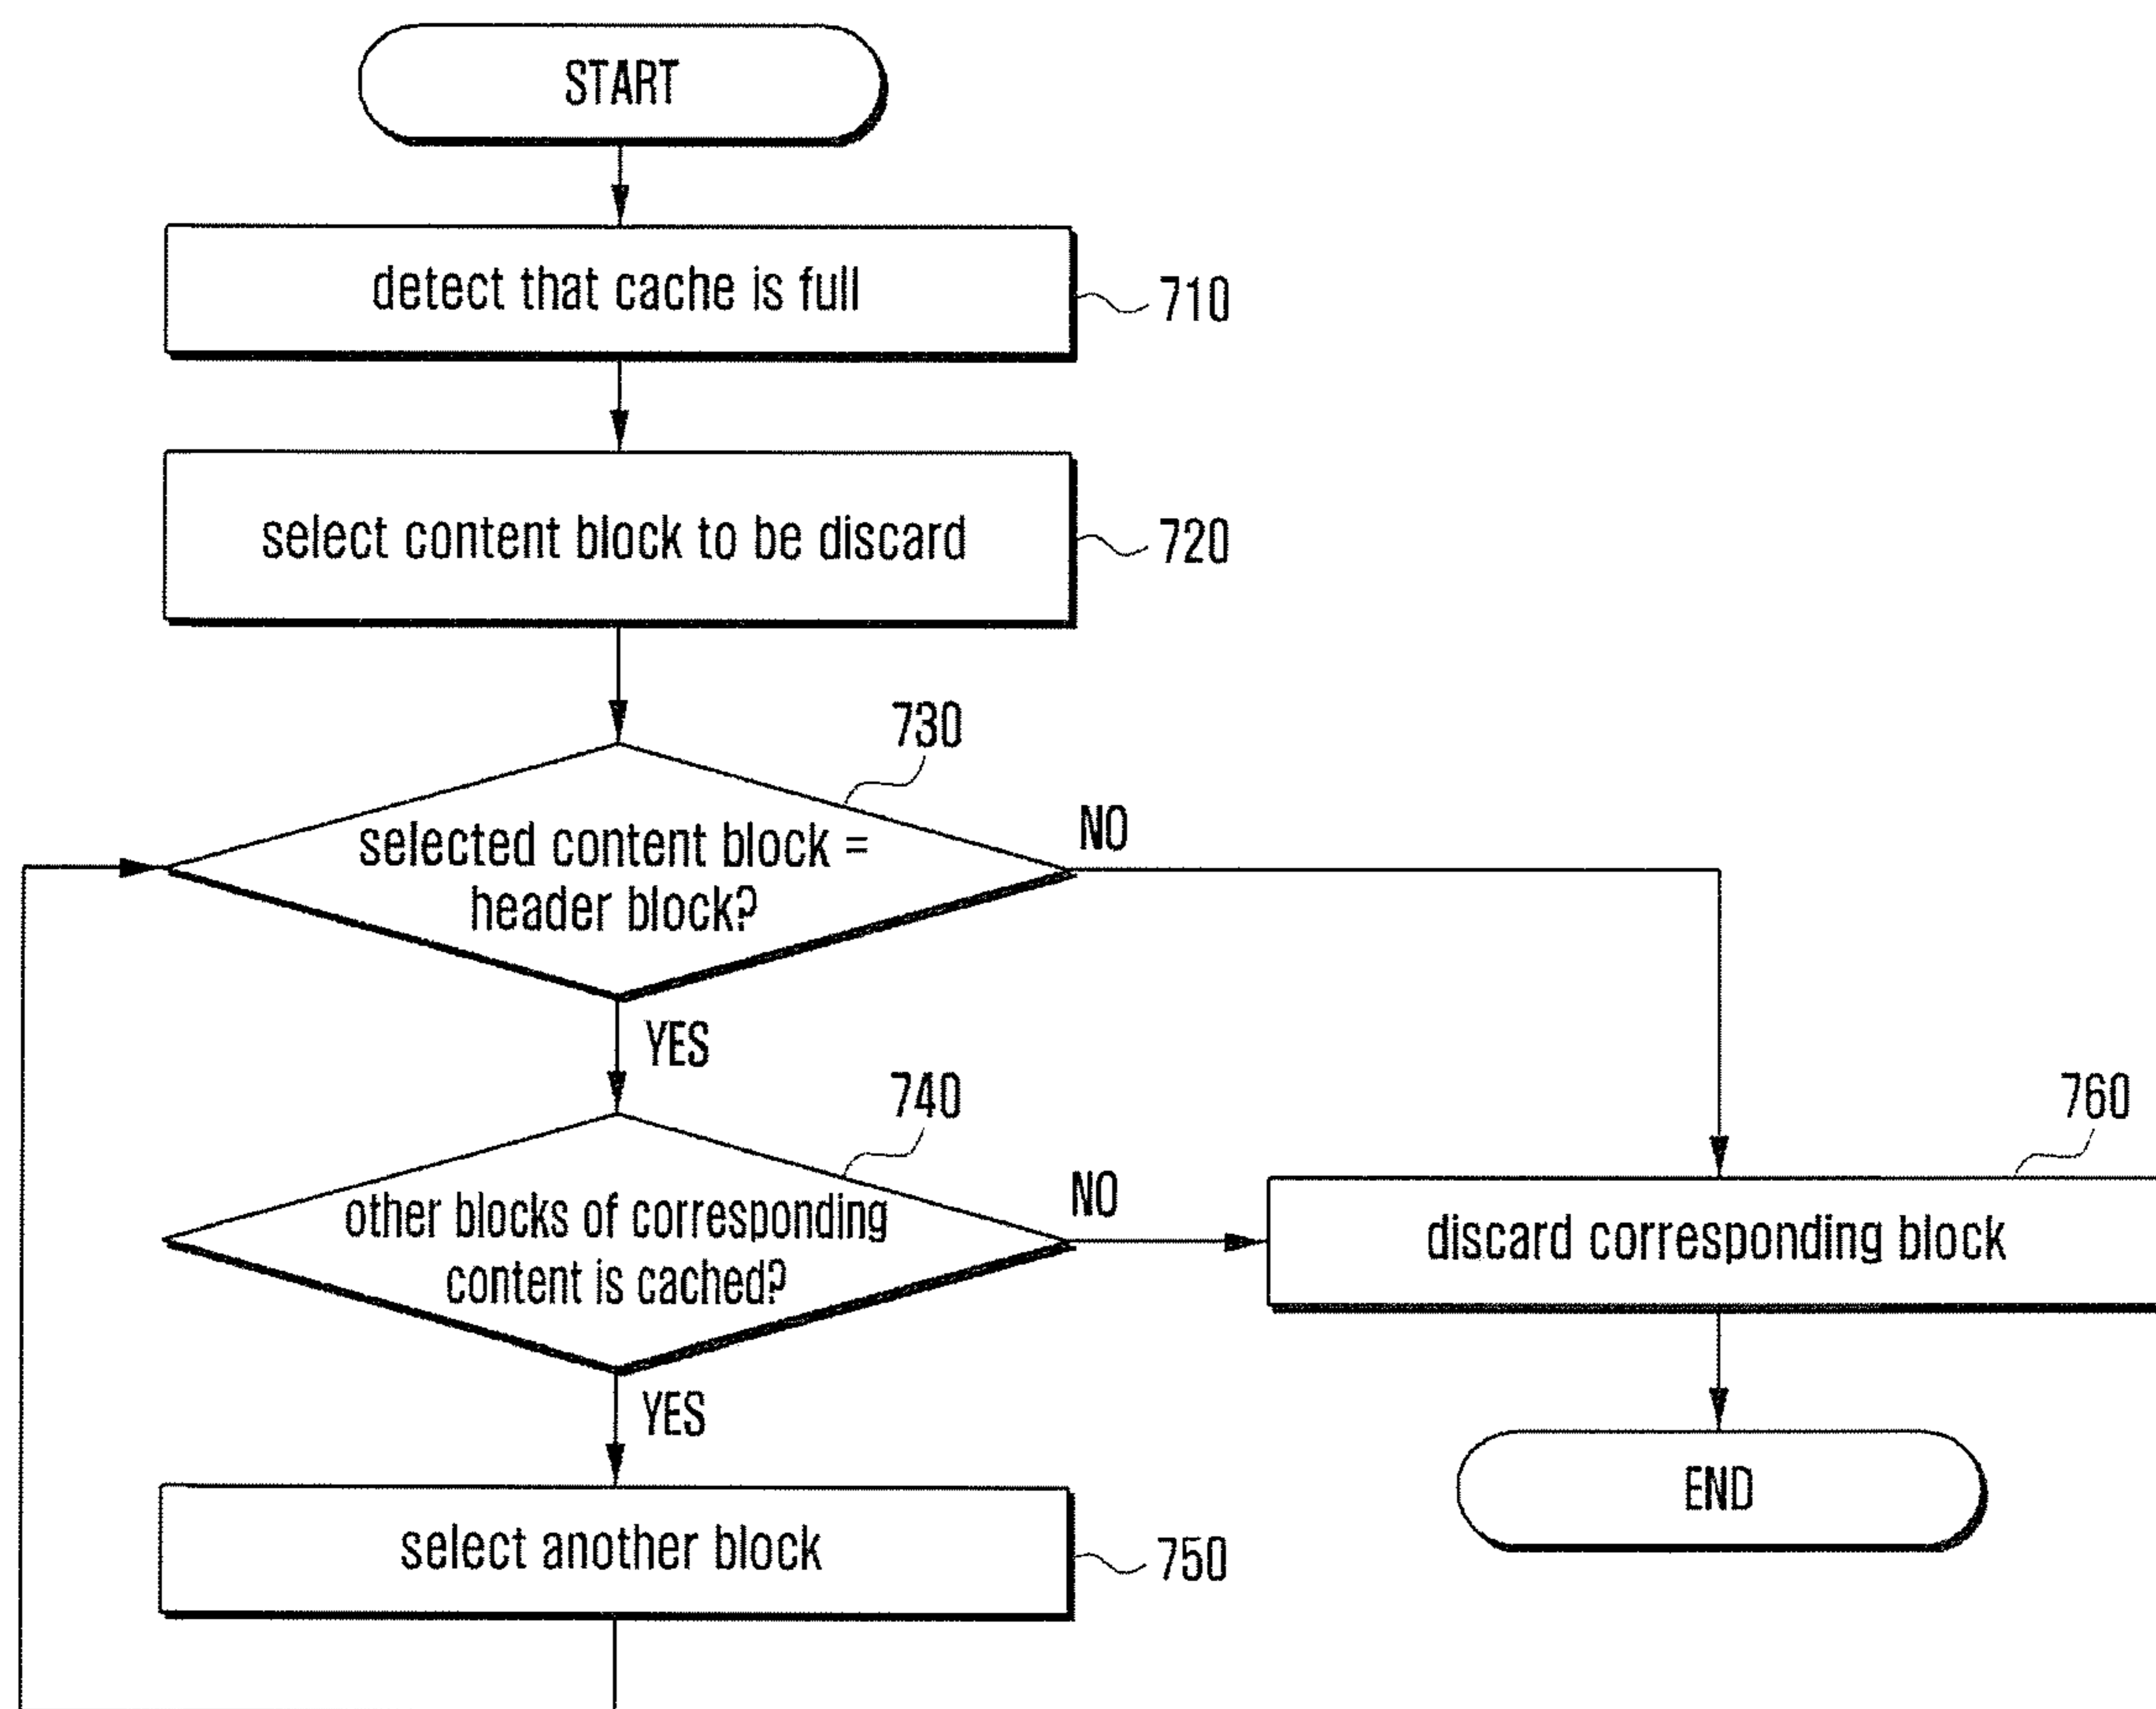 START
detect that cache is full
710
select content block to be discard
720
730
selected content block =
header block?
NO
YES
740
other blocks of corresponding
content is cached?
NO
760
discard corresponding block
YES
select another block
750
END